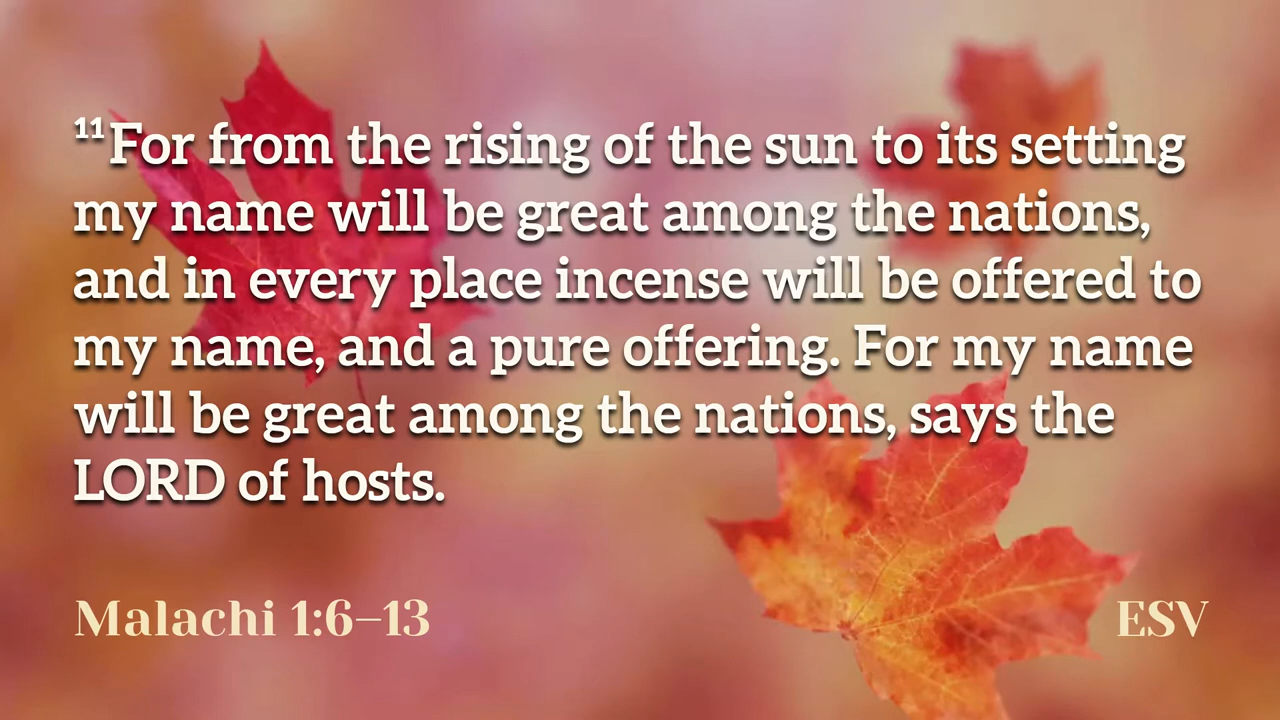 ¹¹For from the rising of the sun to its setting
my name will be great among the nations,
and in every place incense will be offered to
my name, and a pure offering. For my name
will be great among the nations, says the
LORD of hosts.
Malachi 1:6–13 ESV